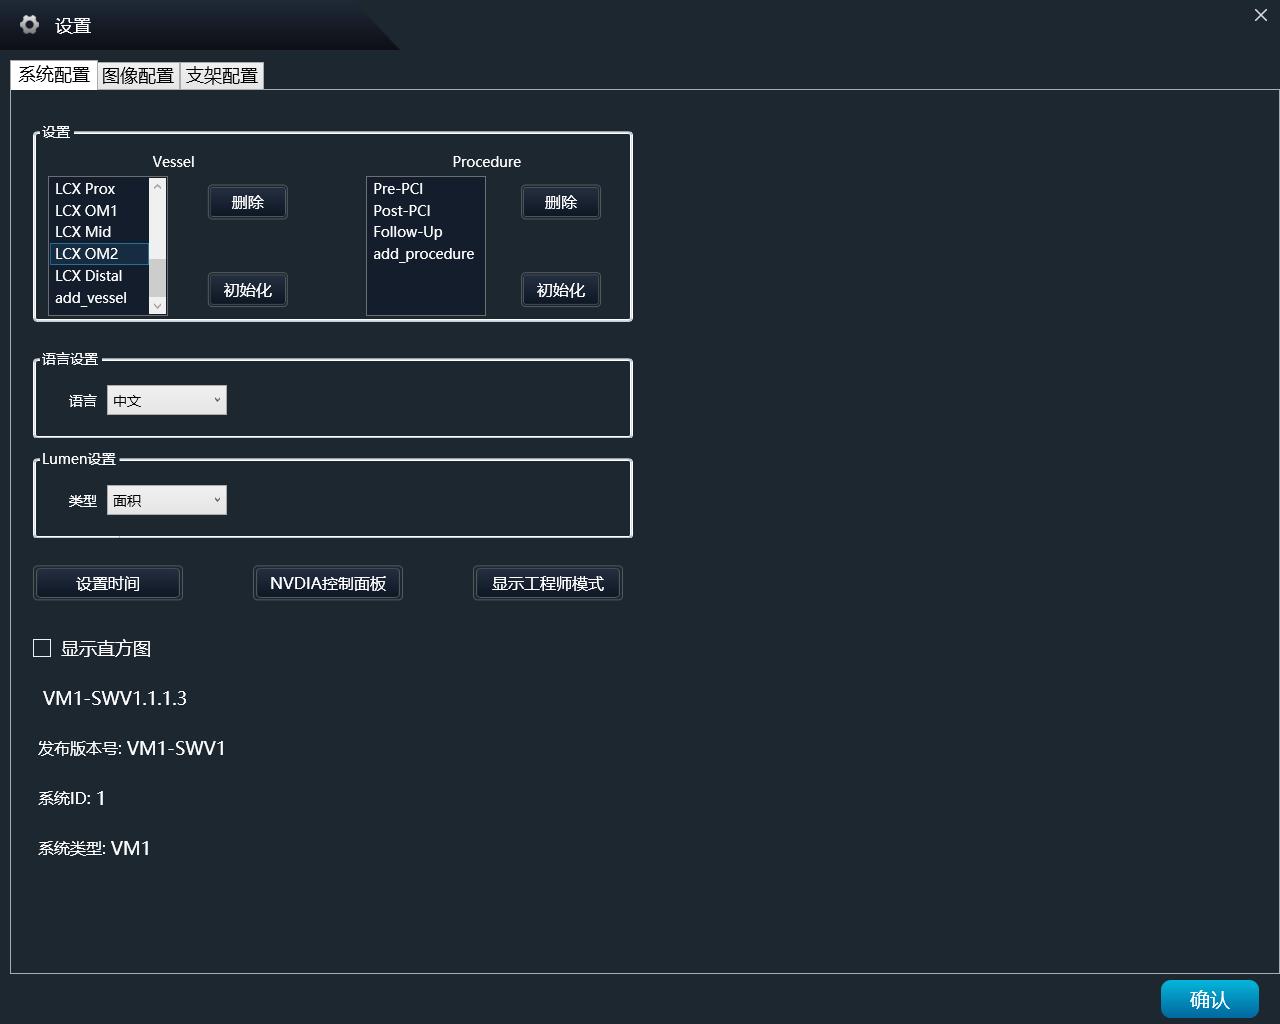 设置
系统配置 图像配置 支架配置
设置
Vessel Procedure
LCX Prox
LCX OM1
LCX Mid
LCX OM2
LCX Distal
add_vessel
删除
初始化
Pre-PCI
Post-PCI
Follow-Up
add_procedure
删除
初始化
语言设置
语言 中文
Lumen设置
类型 面积
设置时间 NVDIA控制面板 显示工程师模式
显示直方图
VM1-SWV1.1.1.3
发布版本号: VM1-SWV1
系统ID: 1
系统类型: VM1
确认